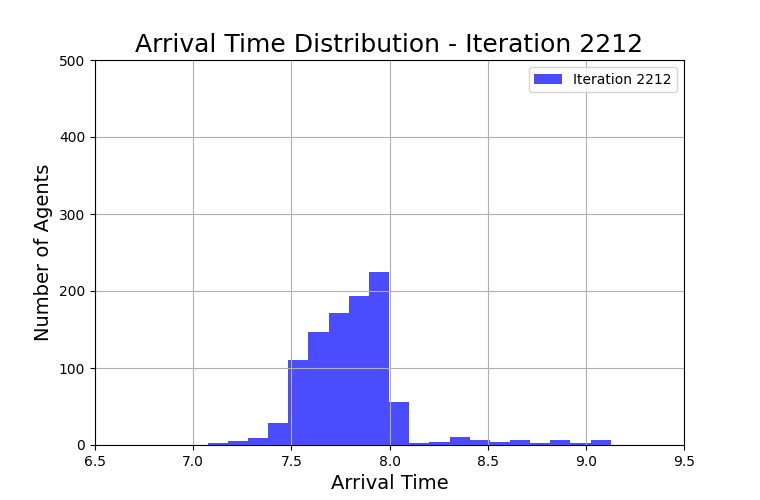 Arrival Time Distribution - Iteration 2212
Iteration 2212
500
400
300
200
100
0
Number of Agents
6.5 7.0 7.5 8.0 8.5 9.0 9.5
Arrival Time